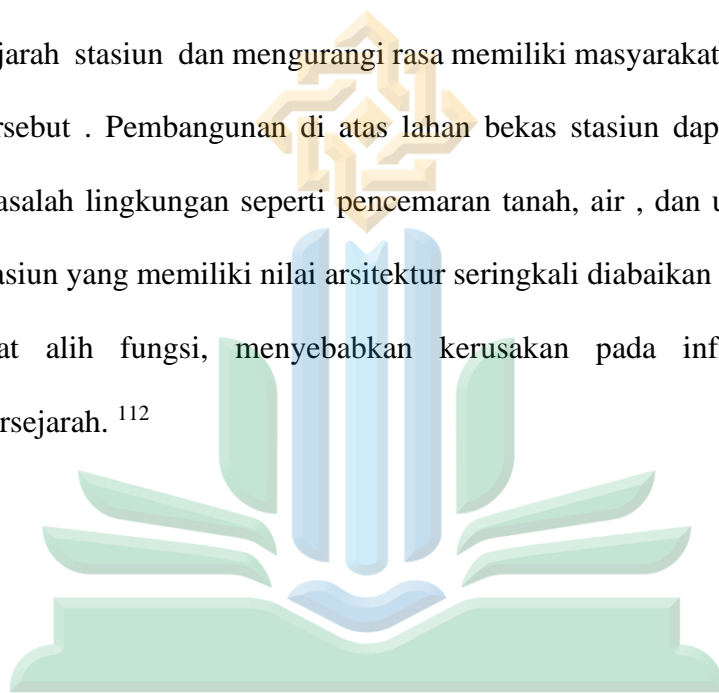 jarah stasiun dan mengurangi rasa memiliki masyarakat
rsebut . Pembangunan di atas lahan bekas stasiun dap
asalah lingkungan seperti pencemaran tanah, air , dan u
asiun yang memiliki nilai arsitektur seringkali diabaikan
at alih fungsi, menyebabkan kerusakan pada inf
rsejarah. 112